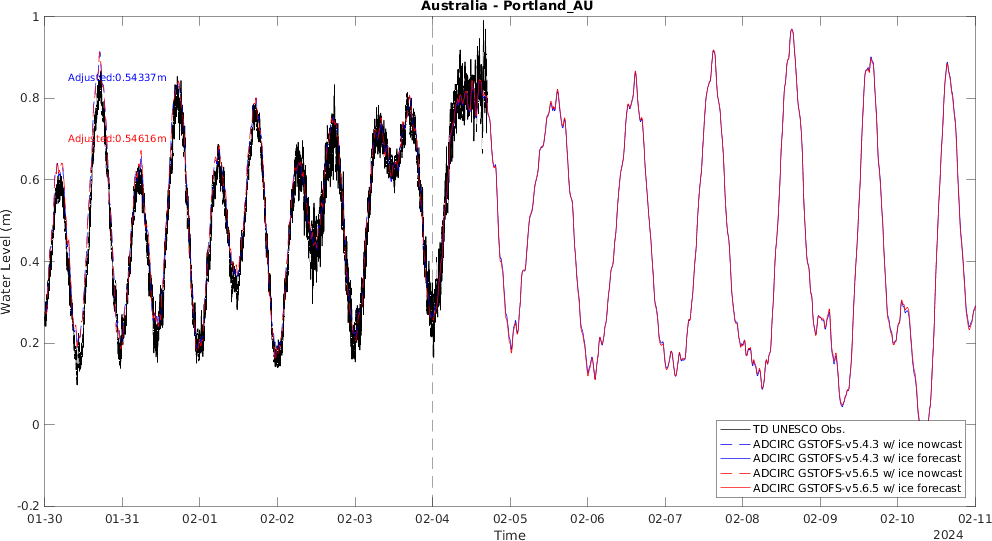 Australia - Portland_AU
1
0.8
0.6
0.4
0.2
0
-0.2
Water Level (m)
Adjusted:0.54337m
Adjusted:0.54616m
TD UNESCO Obs.
ADCIRC GSTOFS-v5.4.3 w/ ice nowcast
ADCIRC GSTOFS-v5.4.3 w/ ice forecast
ADCIRC GSTOFS-v5.6.5 w/ ice nowcast
ADCIRC GSTOFS-v5.6.5 w/ ice forecast
01-30 01-31 02-01 02-02 02-03 02-04 02-05 02-06 02-07 02-08 02-09 02-10 02-11
Time
2024